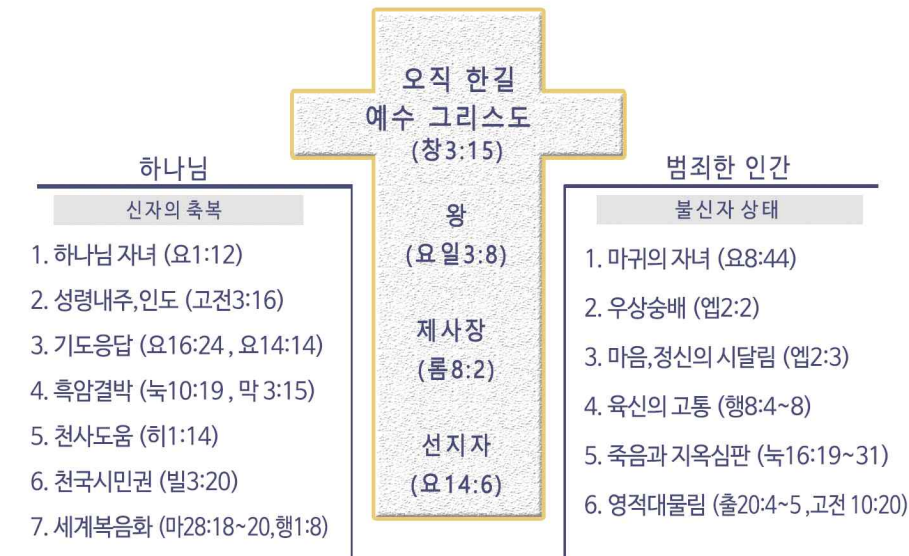 오직 한길
예수 그리스도
(창3:15)
왕
(요일3:8)
제사장
(롬8:2)
선지자
(요14:6)
하나님
신자의 축복
1. 하나님 자녀 (요1:12)
2. 성령내주,인도 (고전3:16)
3. 기도응답 (요16:24 , 요14:14)
4. 흑암결박 (눅10:19 , 막 3:15)
5. 천사도움 (히1:14)
6. 천국시민권 (빌3:20)
7. 세계복음화 (마28:18~20,행1:8)
범죄한 인간
불신자 상태
1. 마귀의 자녀 (요8:44)
2. 우상숭배 (엡2:2)
3. 마음,정신의 시달림 (엡2:3)
4. 육신의 고통 (행8:4~8)
5. 죽음과 지옥심판 (눅16:19~31)
6. 영적대물림 (출20:4~5 ,고전 10:20)